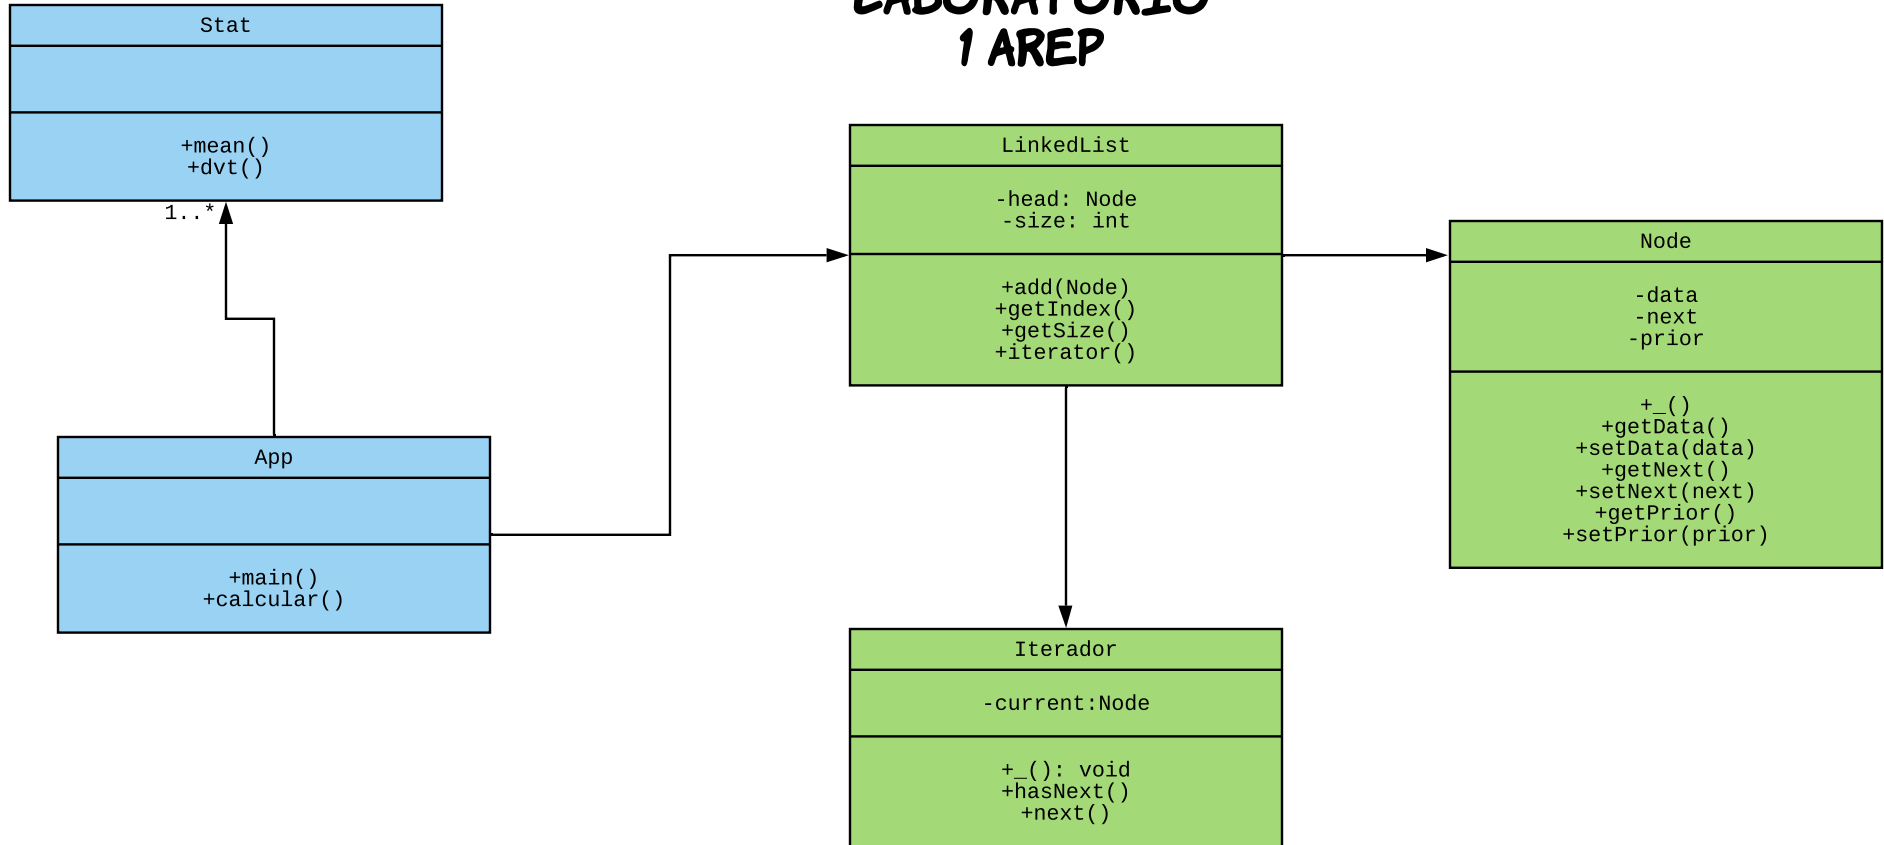 LABORATORIO
1 AREP
Stat
+mean()
+dvt()
1..*
App
+main()
+calcular()
LinkedList
-head: Node
-size: int
+add(Node)
+getIndex()
+getSize()
+iterator()
Node
-data
-next
-prior
+_()
+getData()
+setData(data)
+getNext()
+setNext(next)
+getPrior()
+setPrior(prior)
Iterador
-current:Node
+_(): void
+hasNext()
+next()